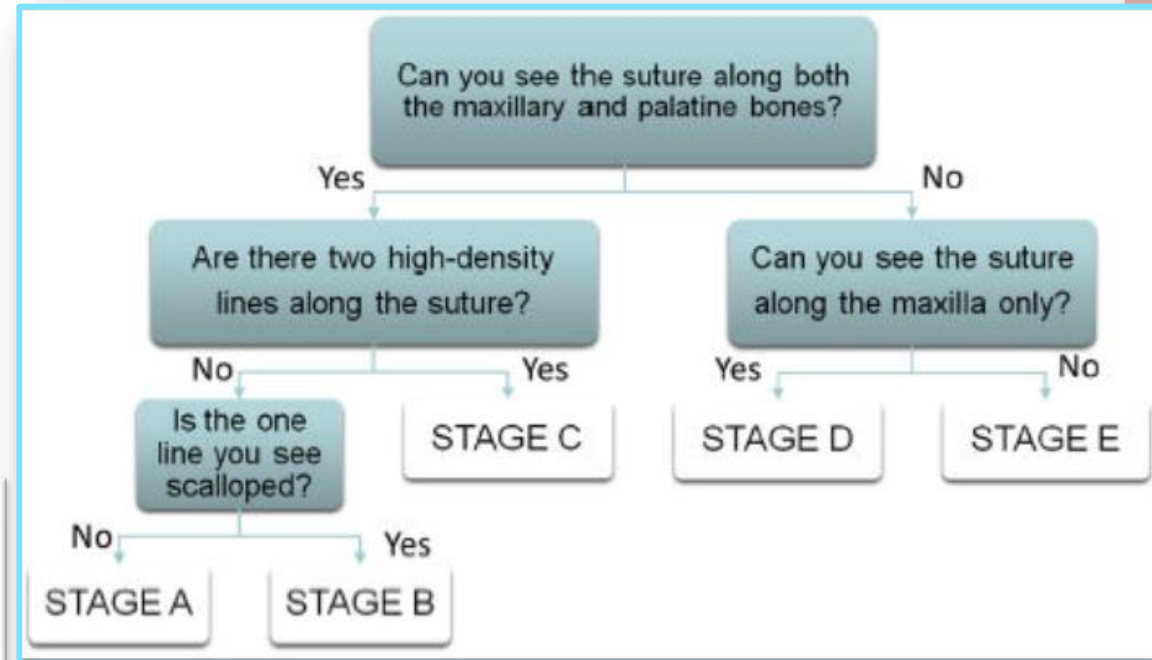 Can you see the suture along both
the maxillary and palatine bones?
Yes
No
Are there two high-density
lines along the suture?
Can you see the suture
along the maxilla only?
No
Yes
Yes
No
Is the one
line you see
scalloped?
STAGE C
STAGE D
STAGE E
No
Yes
STAGE A
STAGE B